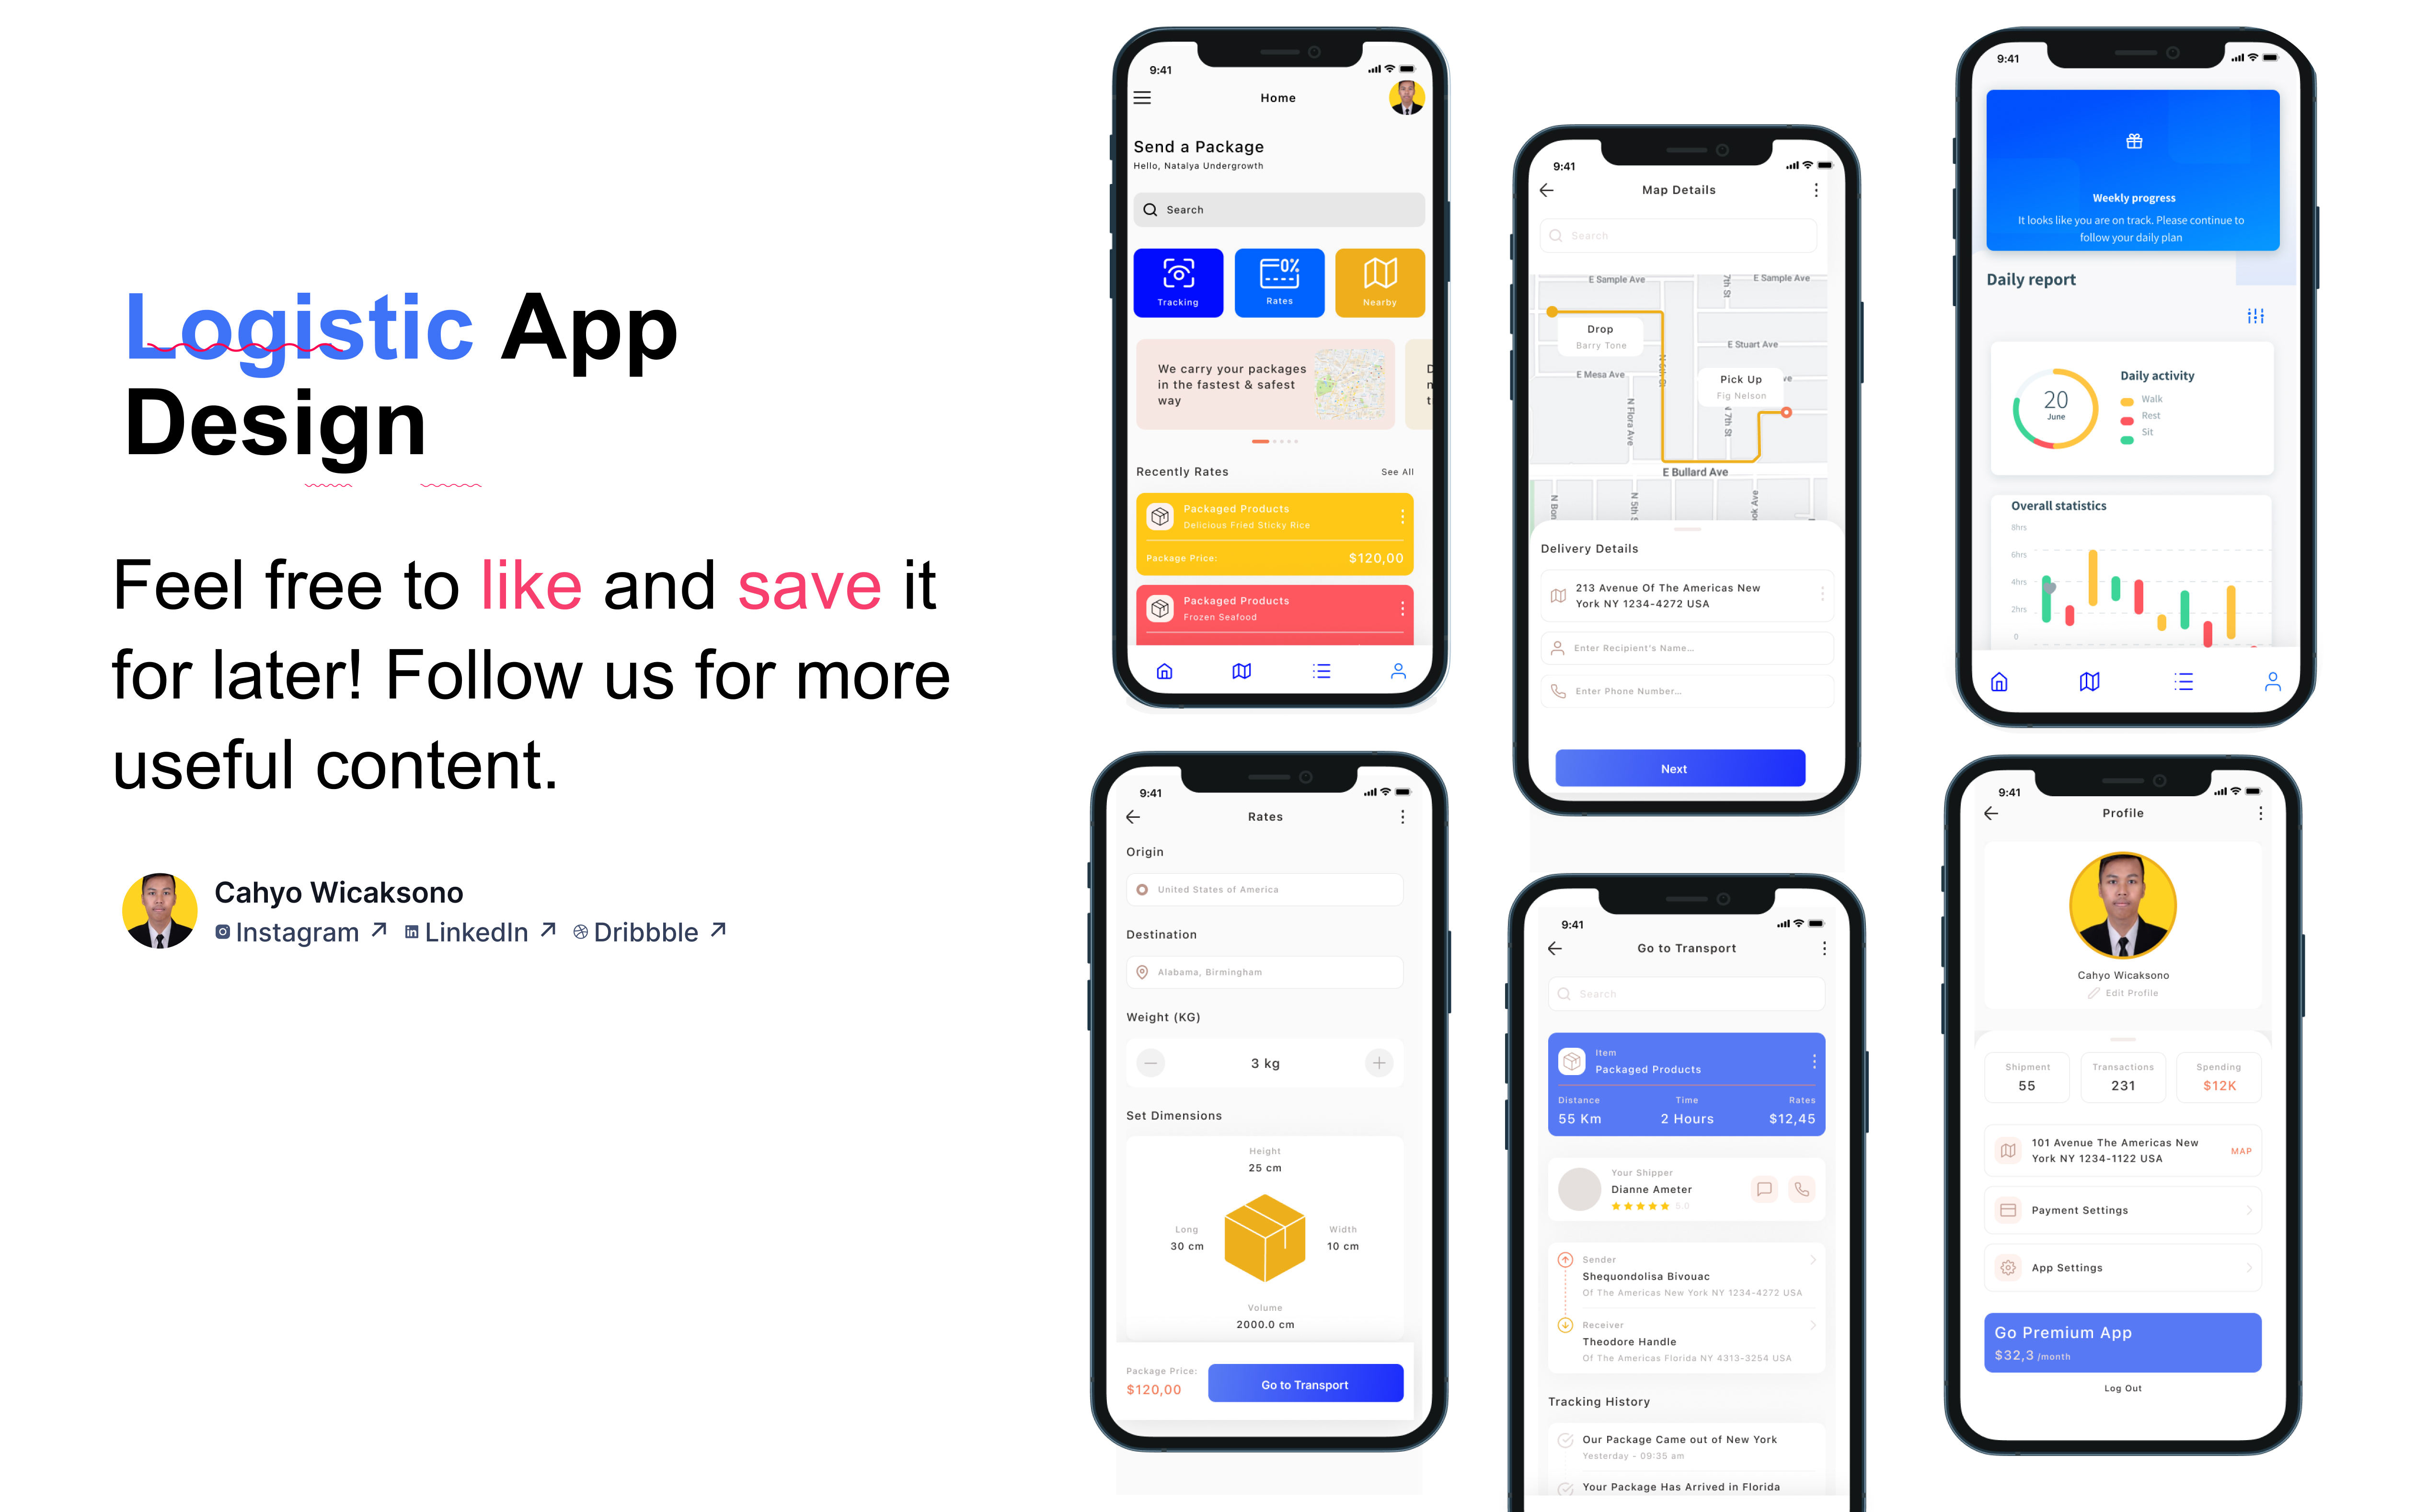 Logistic App
Design
Feel free to like and save it
for later! Follow us for more
useful content.
Cahyo Wicaksono
Instagram LinkedIn Dribbble
9:41
Home
Send a Package
Hello, Natalya Undergrowth
Search
Tracking
0%
Rates
Nearby
We carry your packages
in the fastest & safest
way
D
n
t
Recently Rates
See All
Packaged Products
Delicious Fried Sticky Rice
Package Price:
$120,00
Packaged Products
Frozen Seafood
9:41
Map Details
Search
E Sample Ave
7th St
E Sample Ave
Drop
Barry Tone
E Stuart Ave
E Mesa Ave
Pick Up
Fig Nelson
ve
N Flora Ave
N 7th St
E Bullard Ave
N Bon
N 5th S
ok Ave
Delivery Details
213 Avenue Of The Americas New
York NY 1234-4272 USA
Enter Recipient's Name...
Enter Phone Number...
Next
9:41
Weekly progress
It looks like you are on track. Please continue to
follow your daily plan
Daily report
20
June
Daily activity
Walk
Rest
Sit
Overall statistics
8hrs
6hrs
4hrs
2hrs
0
9:41
Rates
Origin
United States of America
Destination
Alabama, Birmingham
Weight (KG)
3 kg
Set Dimensions
Height
25 cm
Long
30 cm
Width
10 cm
Volume
2000.0 cm
Package Price:
$120,00
Go to Transport
9:41
Go to Transport
Search
Item
Packaged Products
Distance
55 Km
Time
2 Hours
Rates
$12,45
Your Shipper
Dianne Ameter
5.0
Sender
Shequondolisa Bivouac
Of The Americas New York NY 1234-4272 USA
Receiver
Theodore Handle
Of The Americas Florida NY 4313-3254 USA
Tracking History
Our Package Came out of New York
Yesterday - 09:35 am
Your Package Has Arrived in Florida
9:41
Profile
Cahyo Wicaksono
Edit Profile
Shipment
55
Transactions
231
Spending
$12K
101 Avenue The Americas New
York NY 1234-1122 USA
MAP
Payment Settings
App Settings
Go Premium App
$32,3 /month
Log Out